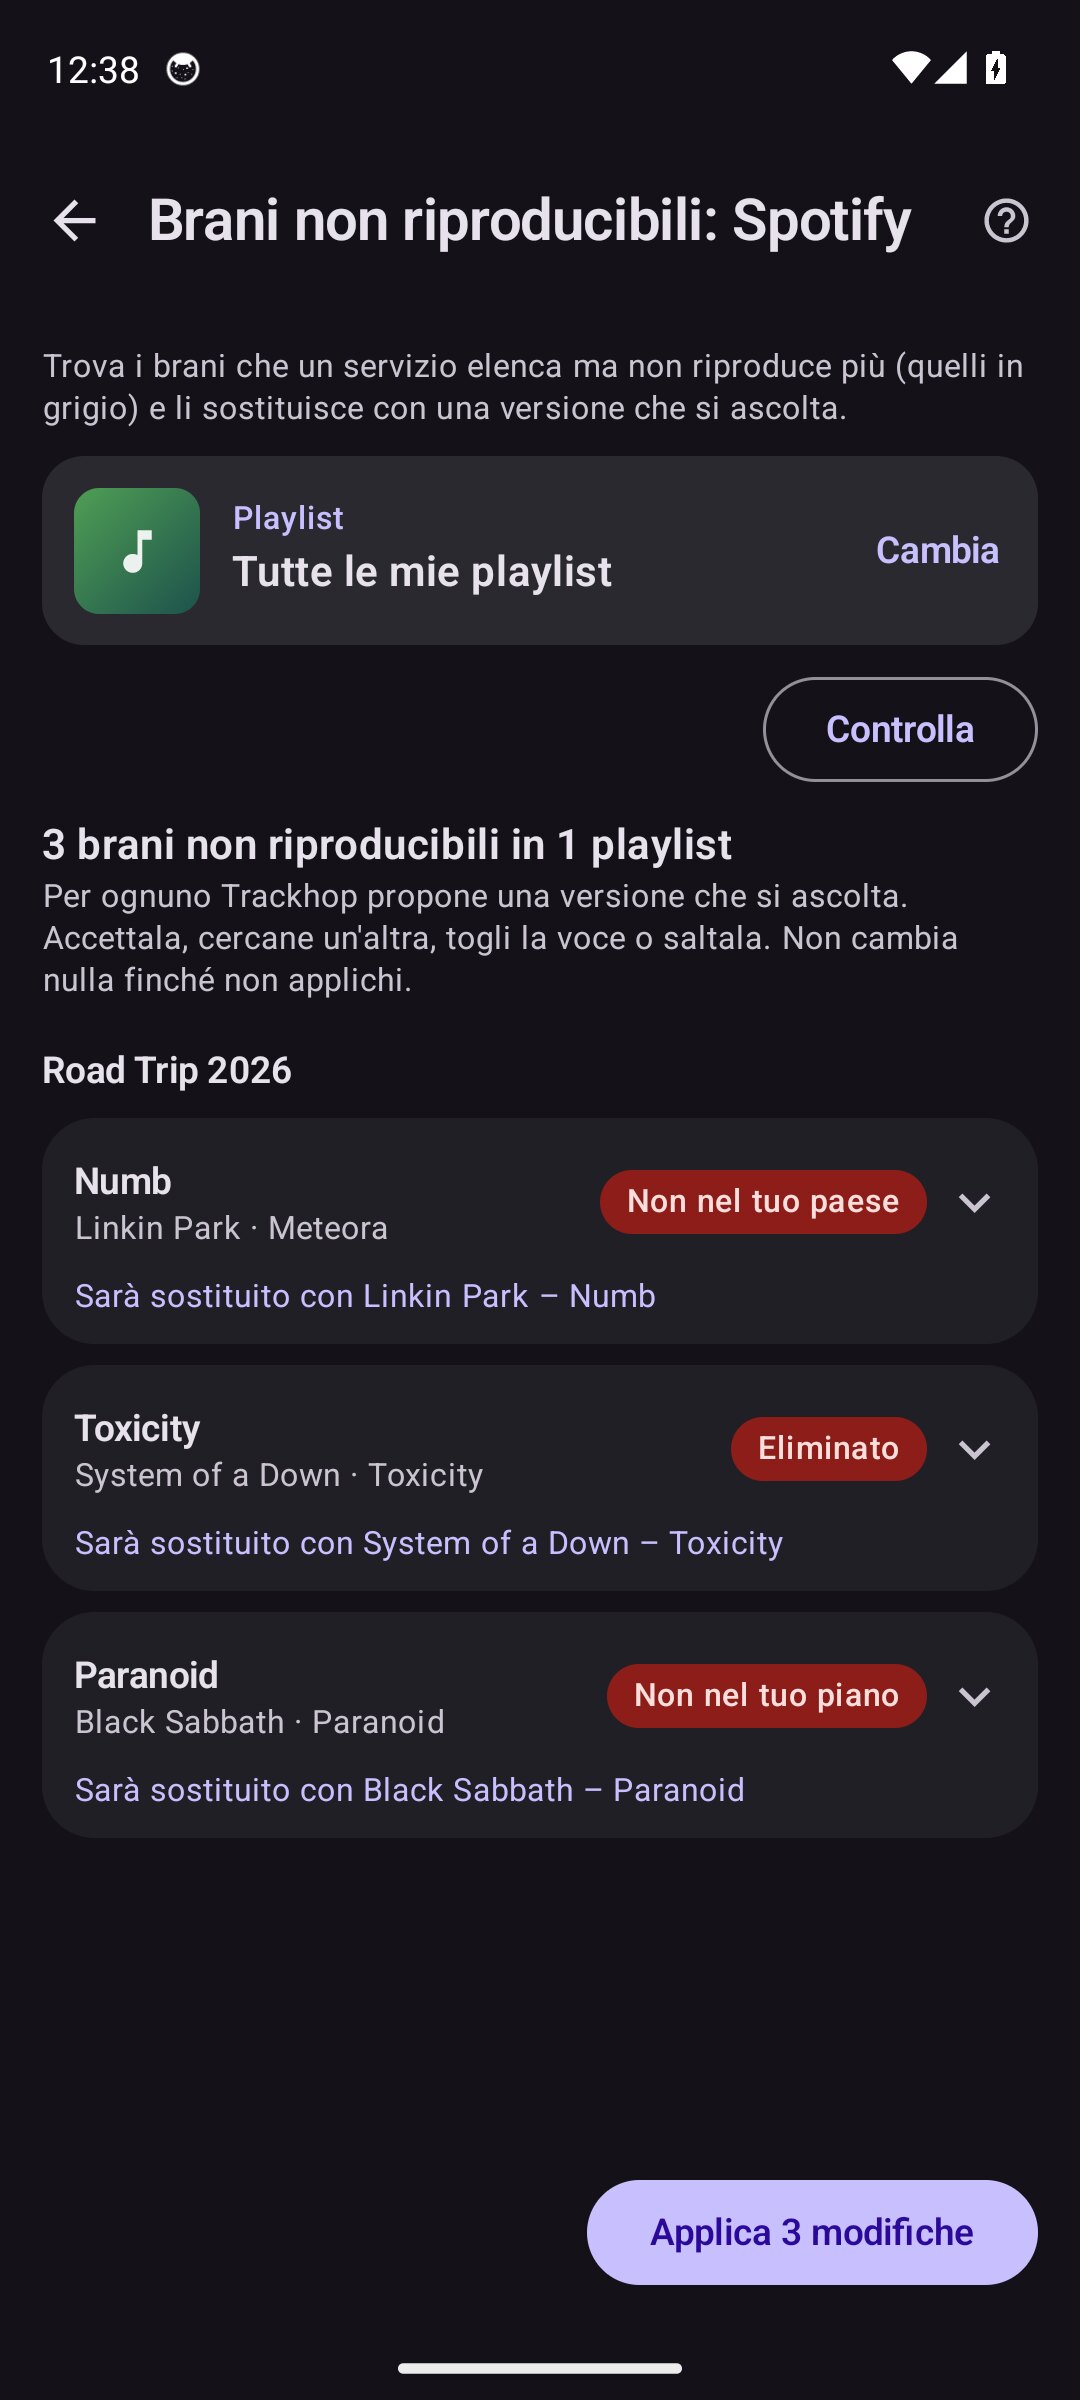 12:38
Brani non riproducibili: Spotify
Trova i brani che un servizio elenca ma non riproduce più (quelli in
grigio) e li sostituisce con una versione che si ascolta.
Playlist
Tutte le mie playlist
Cambia
Controlla
3 brani non riproducibili in 1 playlist
Per ognuno Trackhop propone una versione che si ascolta.
Accettala, cercane un'altra, togli la voce o saltala. Non cambia
nulla finché non applichi.
Road Trip 2026
Numb
Non nel tuo paese
Linkin Park · Meteora
Sarà sostituito con Linkin Park – Numb
Toxicity
Eliminato
System of a Down · Toxicity
Sarà sostituito con System of a Down – Toxicity
Paranoid
Non nel tuo piano
Black Sabbath · Paranoid
Sarà sostituito con Black Sabbath – Paranoid
Applica 3 modifiche